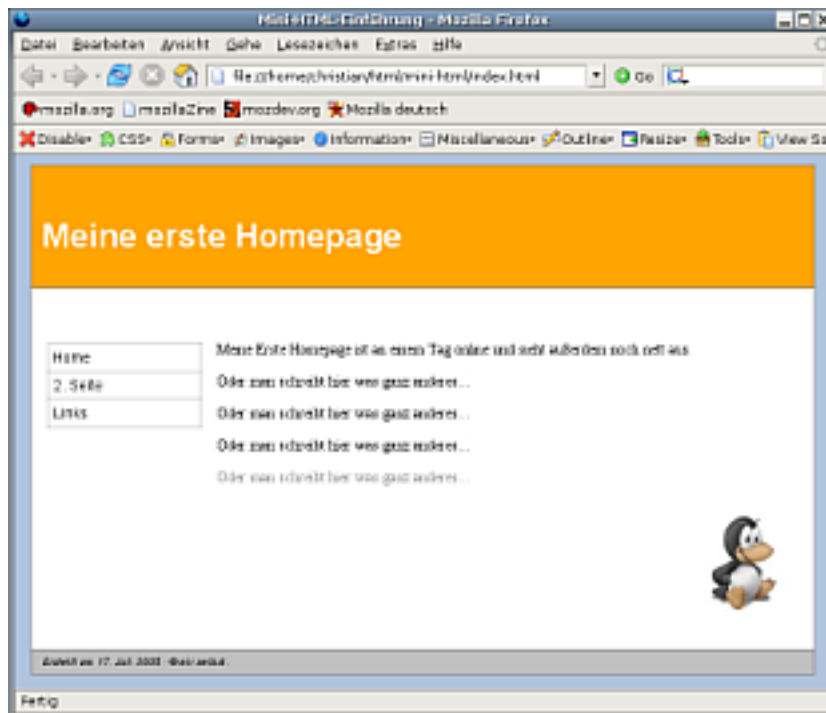 Mini-HTML-Einführung - Mozilla Firefox
Datei Bearbeiten Ansicht Gehe Lesezeichen Extras Hilfe
file:///home/christian/html/mini-html/index.html Go
mozilla.org mozillaZine mozdev.org Mozilla deutsch
Disable CSS Forms Images Information Miscellaneous Outline Resize Tools View So
Meine erste Homepage
Home
2. Seite
Links
Meine Erste Homepage ist an einem Tag online und sieht außerdem noch nett aus
Oder man schreibt hier was ganz anderes...
Oder man schreibt hier was ganz anderes...
Oder man schreibt hier was ganz anderes...
Oder man schreibt hier was ganz anderes...
Erstellt am 17. Juli
Fertig